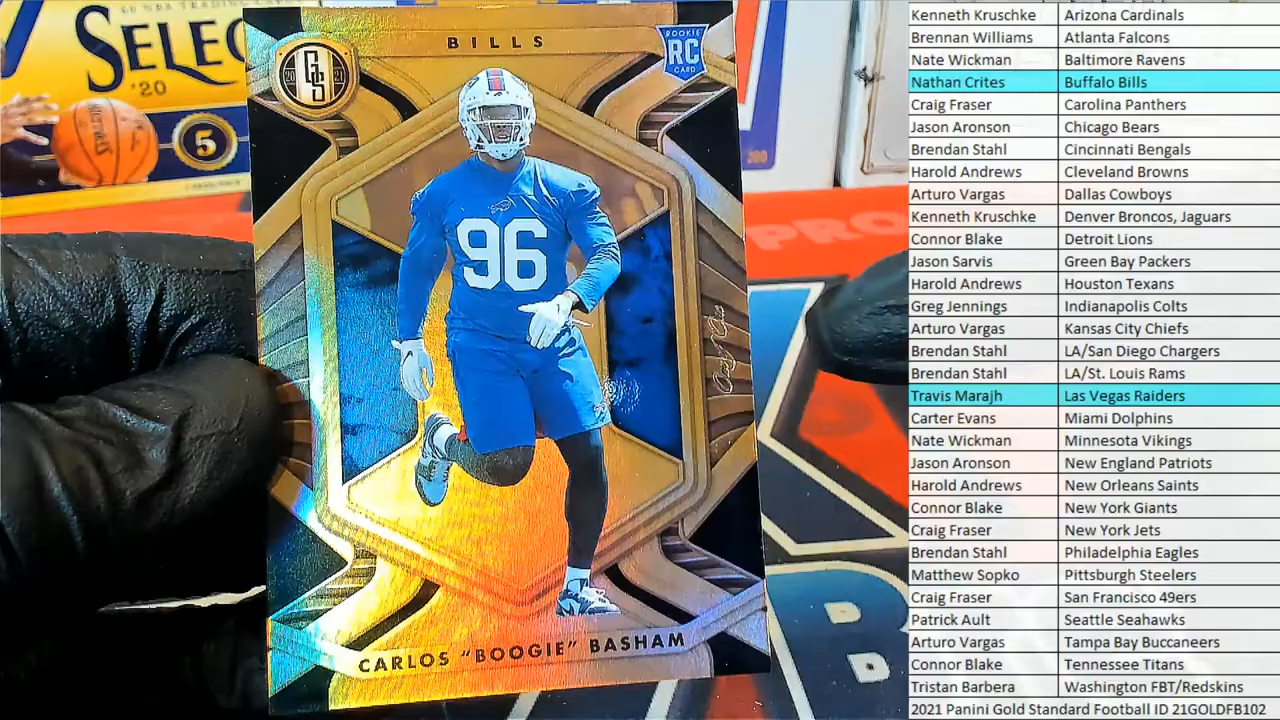 SELEC
'20
5
BILLS
ROOKIE
RC
CARD
20 GS 21
96
CARLOS "BOOGIE" BASHAM
PRO
Kenneth Kruschke Arizona Cardinals
Brennan Williams Atlanta Falcons
Nate Wickman Baltimore Ravens
Nathan Crites Buffalo Bills
Craig Fraser Carolina Panthers
Jason Aronson Chicago Bears
Brendan Stahl Cincinnati Bengals
Harold Andrews Cleveland Browns
Arturo Vargas Dallas Cowboys
Kenneth Kruschke Denver Broncos, Jaguars
Connor Blake Detroit Lions
Jason Sarvis Green Bay Packers
Harold Andrews Houston Texans
Greg Jennings Indianapolis Colts
Arturo Vargas Kansas City Chiefs
Brendan Stahl LA/San Diego Chargers
Brendan Stahl LA/St. Louis Rams
Travis Marajh Las Vegas Raiders
Carter Evans Miami Dolphins
Nate Wickman Minnesota Vikings
Jason Aronson New England Patriots
Harold Andrews New Orleans Saints
Connor Blake New York Giants
Craig Fraser New York Jets
Brendan Stahl Philadelphia Eagles
Matthew Sopko Pittsburgh Steelers
Craig Fraser San Francisco 49ers
Patrick Ault Seattle Seahawks
Arturo Vargas Tampa Bay Buccaneers
Connor Blake Tennessee Titans
Tristan Barbera Washington FBT/Redskins
2021 Panini Gold Standard Football ID 21GOLDFB102